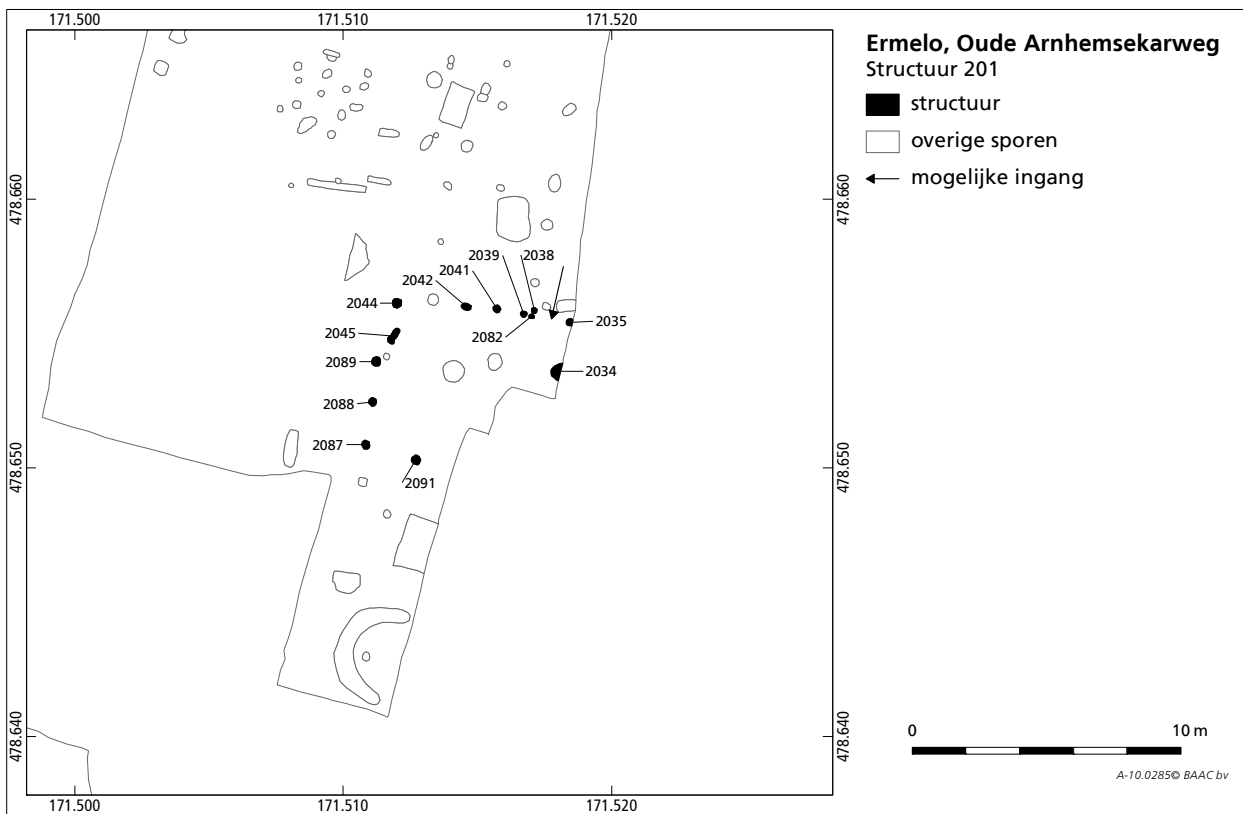 171.500 171.510 171.520
Ermelo, Oude Arnhemsekarweg
Structuur 201
structuur
overige sporen
mogelijke ingang
478.660 478.660
2039 2038
2041
2042
2044
2045
2082
2035
2089
2034
2088
2087
478.650 478.650
2091
478.640 478.640
0 10 m
A-10.0285© BAAC bv
171.500 171.510 171.520